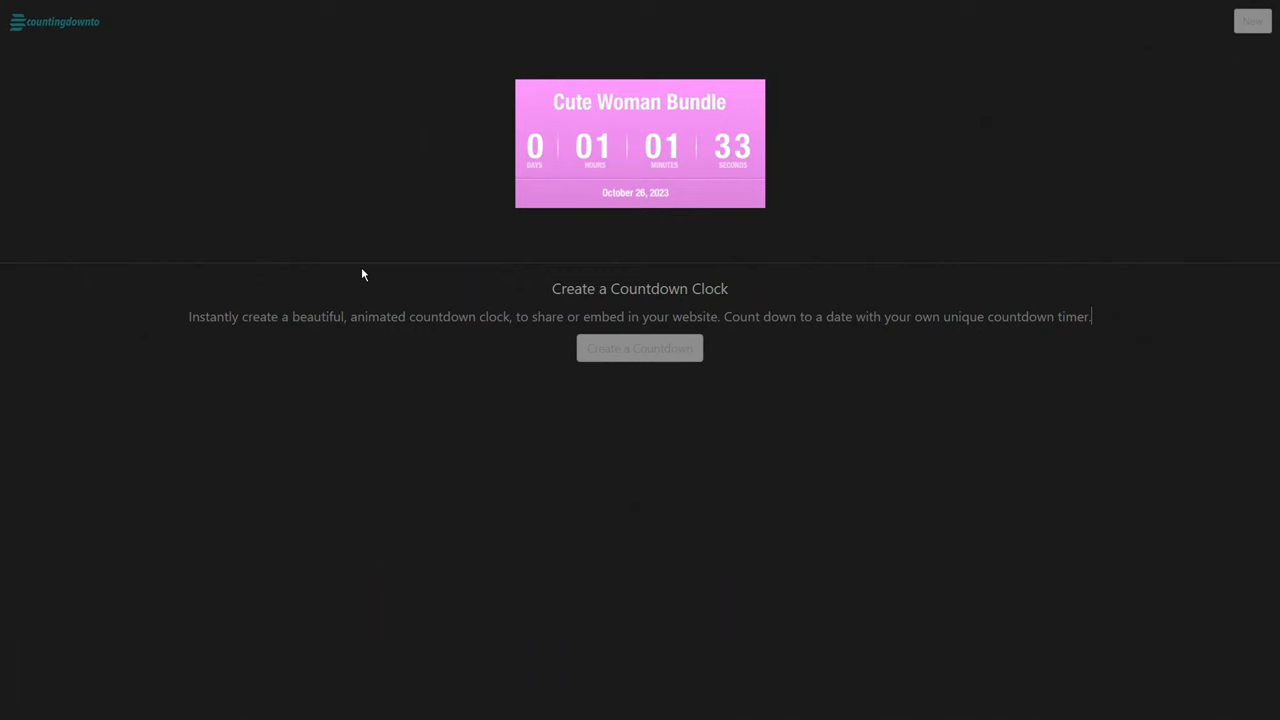 countingdownto
New
Cute Woman Bundle
0 01 01 33
DAYS HOURS MINUTES SECONDS
October 26, 2023
Create a Countdown Clock
Instantly create a beautiful, animated countdown clock, to share or embed in your website. Count down to a date with your own unique countdown timer.
Create a Countdown